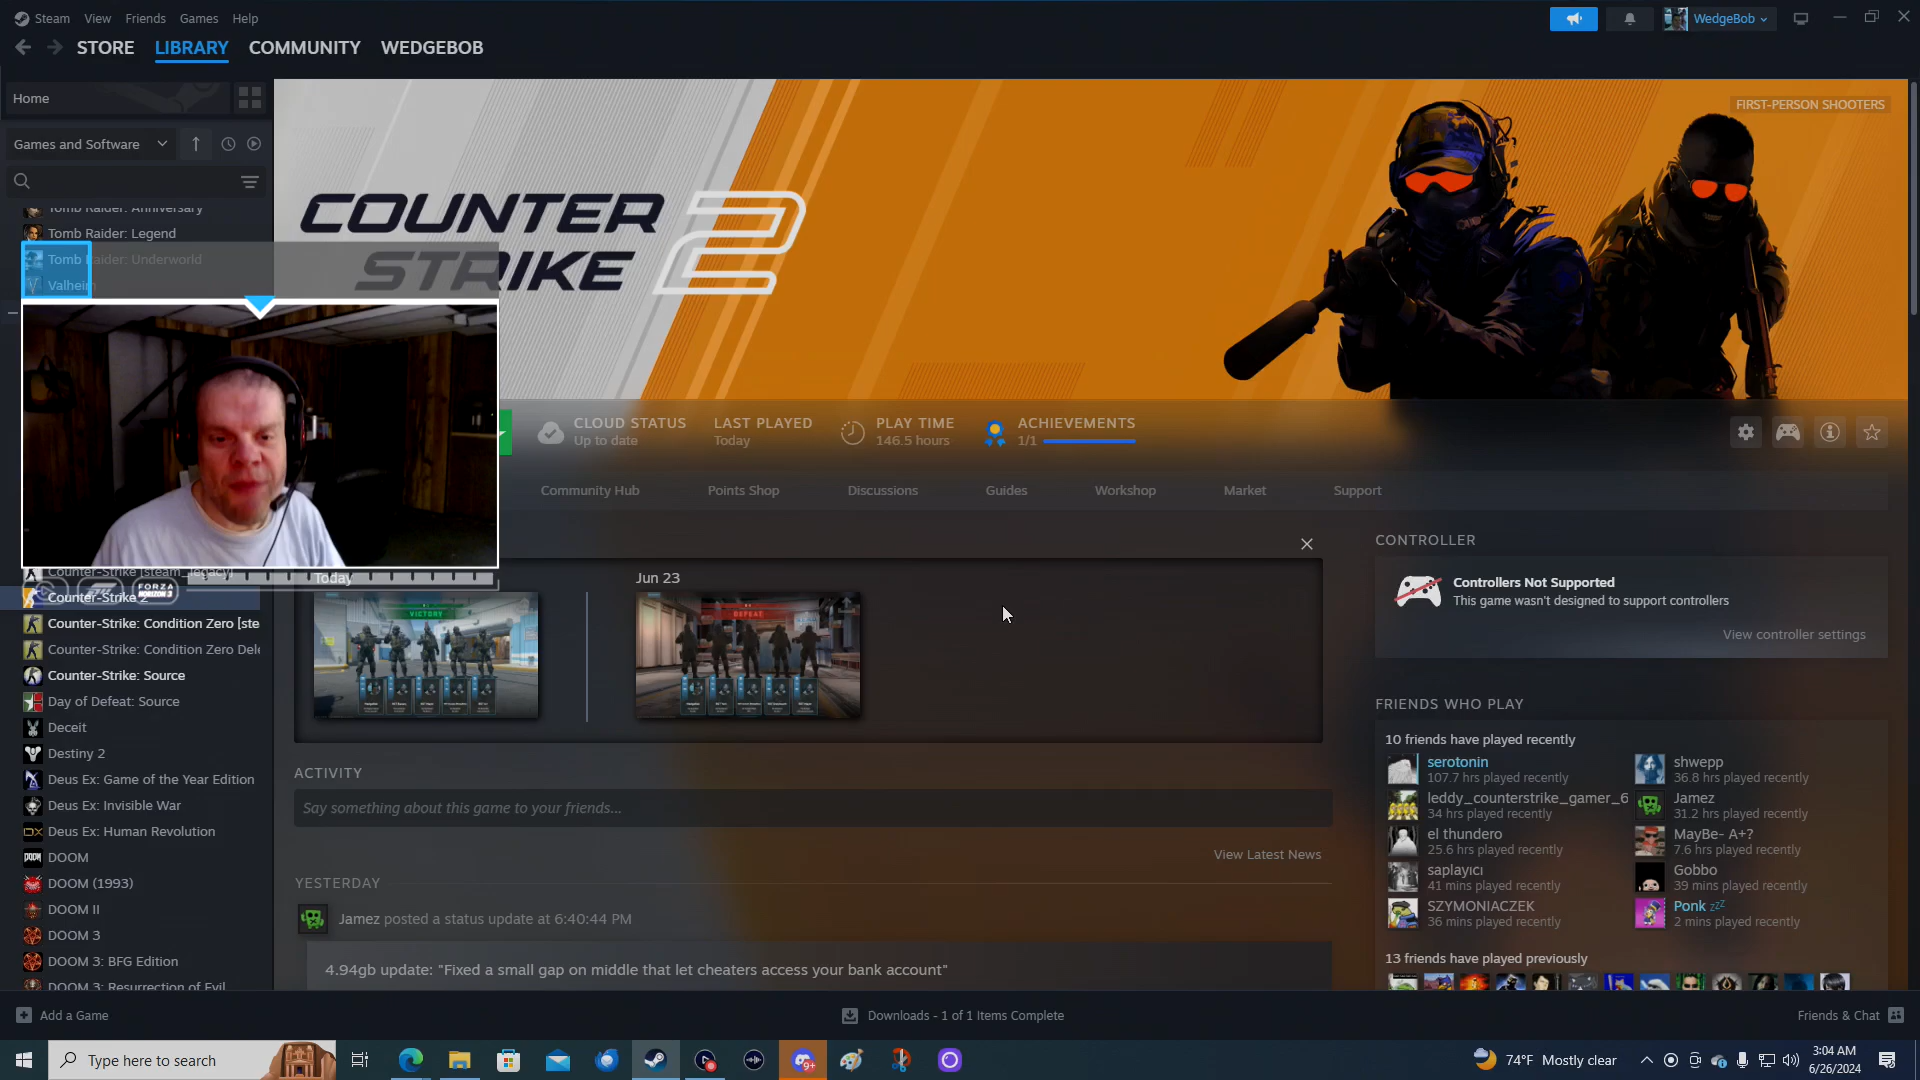 Steam View Friends Games Help
WedgeBob
STORE LIBRARY COMMUNITY WEDGEBOB
Home
FIRST-PERSON SHOOTERS
Games and Software
Tomb Raider: Anniversary
Tomb Raider: Legend
Tomb Raider: Underworld
Valheim
COUNTER
STRIKE 2
CLOUD STATUS
Up to date
LAST PLAYED
Today
PLAY TIME
146.5 hours
ACHIEVEMENTS
1/1
Community Hub Points Shop Discussions Guides Workshop Market Support
Counter-Strike [steam_legacy]
FORZA
HORIZON 3
Counter-Strike 2
Counter-Strike: Condition Zero [ste
Counter-Strike: Condition Zero Dele
Counter-Strike: Source
Day of Defeat: Source
Deceit
Destiny 2
Deus Ex: Game of the Year Edition
Deus Ex: Invisible War
Deus Ex: Human Revolution
DOOM
DOOM (1993)
DOOM II
DOOM 3
DOOM 3: BFG Edition
DOOM 3: Resurrection of Evil
Today
VICTORY
Jun 23
DEFEAT
ACTIVITY
Say something about this game to your friends...
View Latest News
YESTERDAY
Jamez posted a status update at 6:40:44 PM
4.94gb update: "Fixed a small gap on middle that let cheaters access your bank account"
CONTROLLER
Controllers Not Supported
This game wasn't designed to support controllers
View controller settings
FRIENDS WHO PLAY
10 friends have played recently
serotonin
107.7 hrs played recently
shwepp
36.8 hrs played recently
leddy_counterstrike_gamer_6
34 hrs played recently
Jamez
31.2 hrs played recently
el thundero
25.6 hrs played recently
MayBe- A+?
7.6 hrs played recently
saplayıcı
41 mins played recently
Gobbo
39 mins played recently
SZYMONIACZEK
36 mins played recently
Ponk zzZ
2 mins played recently
13 friends have played previously
Add a Game
Downloads - 1 of 1 Items Complete
Friends & Chat
Type here to search
9+
74°F Mostly clear
3:04 AM
6/26/2024